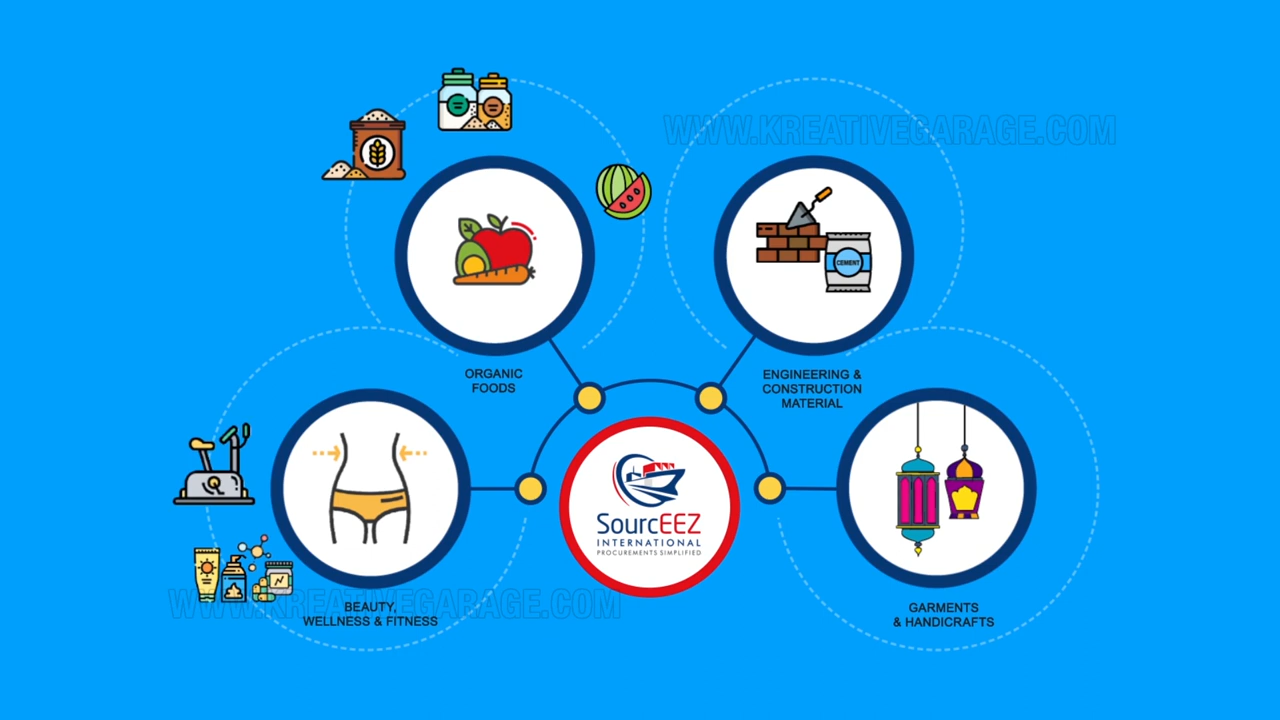 WWW.KREATIVEGARAGE.COM
CEMENT
ORGANIC
FOODS
ENGINEERING &
CONSTRUCTION
MATERIAL
SourcEEZ
INTERNATIONAL
PROCUREMENTS SIMPLIFIED
WWW.KREATIVEGARAGE.COM
BEAUTY,
WELLNESS & FITNESS
GARMENTS
& HANDICRAFTS